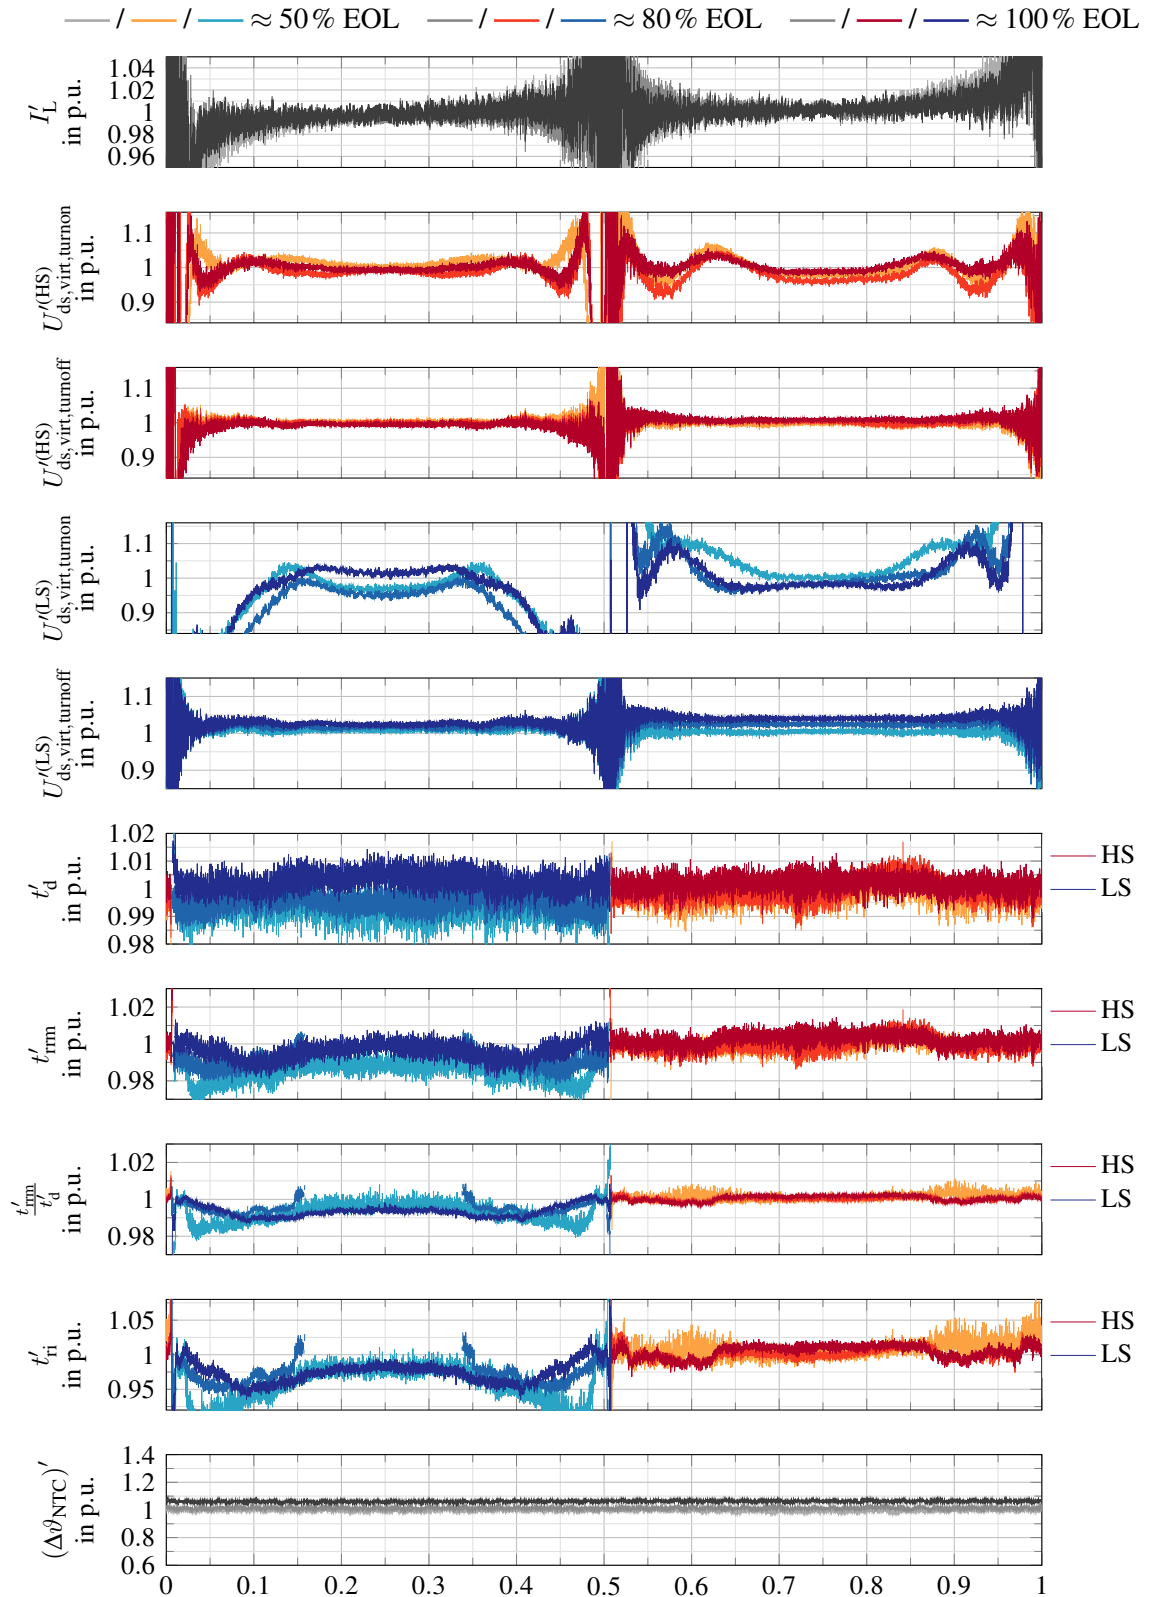 / / ≈ 50 % EOL / / ≈ 80 % EOL / / ≈ 100 % EOL
I′L
in p.u.
1.04
1.02
1
0.98
0.96
U′(HS)ds,virt,turnon
in p.u.
1.1
1
0.9
U′(HS)ds,virt,turnoff
in p.u.
1.1
1
0.9
U′(LS)ds,virt,turnon
in p.u.
1.1
1
0.9
U′(LS)ds,virt,turnoff
in p.u.
1.1
1
0.9
t′d
in p.u.
1.02
1.01
1
0.99
0.98
HS
LS
t′rrm
in p.u.
1.02
1
0.98
HS
LS
t′rrm
t′d
in p.u.
1.02
1
0.98
HS
LS
t′ri
in p.u.
1.05
1
0.95
HS
LS
(Δϑ_NTC)′
in p.u.
1.4
1.2
1
0.8
0.6
0 0.1 0.2 0.3 0.4 0.5 0.6 0.7 0.8 0.9 1